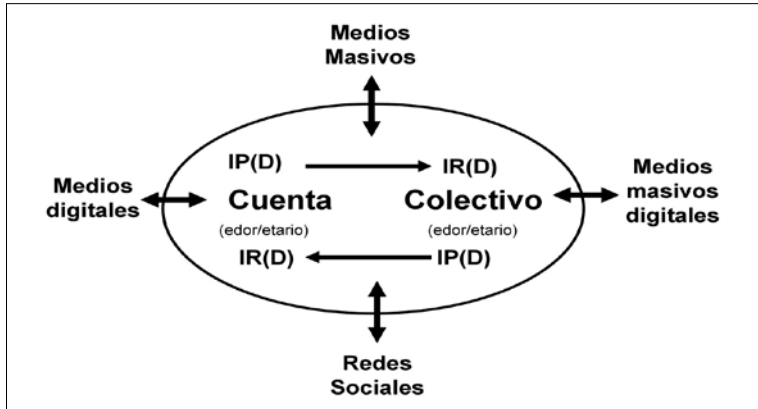 Medios
Masivos
IP(D)
IR(D)
Medios
digitales
Cuenta
Colectivo
Medios
masivos
digitales
(edor/etario)
(edor/etario)
IR(D)
IP(D)
Redes
Sociales